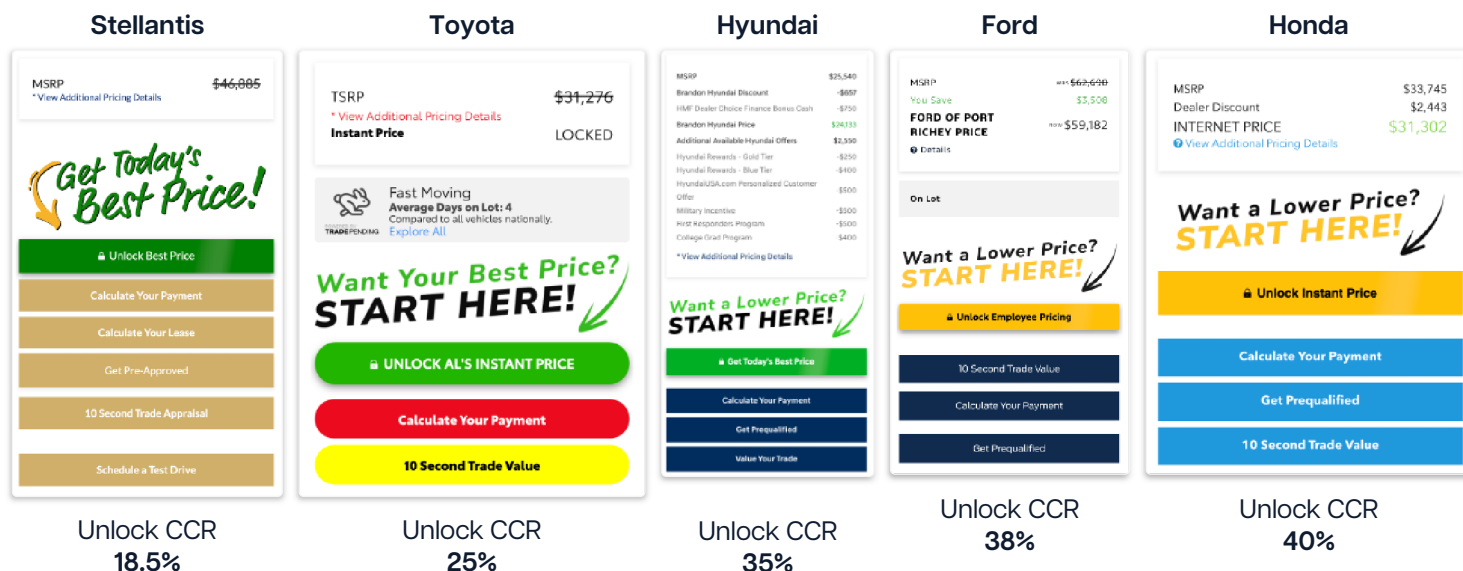 Stellantis
MSRP $46,885
* View Additional Pricing Details
Get Today's
Best Price!
Unlock Best Price
Calculate Your Payment
Calculate Your Lease
Get Pre-Approved
10 Second Trade Appraisal
Schedule a Test Drive
Unlock CCR
18.5%
Toyota
TSRP $31,276
* View Additional Pricing Details
Instant Price LOCKED
Fast Moving
Average Days on Lot: 4
Compared to all vehicles nationally.
POWERED BY
TRADEPENDING
Explore All
Want Your Best Price?
START HERE!
UNLOCK AL'S INSTANT PRICE
Calculate Your Payment
10 Second Trade Value
Unlock CCR
25%
Hyundai
MSRP $25,540
Brandon Hyundai Discount -$657
HMF Dealer Choice Finance Bonus Cash -$750
Brandon Hyundai Price $24,133
Additional Available Hyundai Offers $2,550
Hyundai Rewards - Gold Tier -$250
Hyundai Rewards - Blue Tier -$400
HyundaiUSA.com Personalized Customer
Offer -$500
Military Incentive -$500
First Responders Program -$500
College Grad Program $400
* View Additional Pricing Details
Want a Lower Price?
START HERE!
Get Today's Best Price
Calculate Your Payment
Get Prequalified
Value Your Trade
Unlock CCR
35%
Ford
MSRP was $62,690
You Save $3,508
FORD OF PORT
RICHEY PRICE now $59,182
Details
On Lot
Want a Lower Price?
START HERE!
Unlock Employee Pricing
10 Second Trade Value
Calculate Your Payment
Get Prequalified
Unlock CCR
38%
Honda
MSRP $33,745
Dealer Discount $2,443
INTERNET PRICE $31,302
View Additional Pricing Details
Want a Lower Price?
START HERE!
Unlock Instant Price
Calculate Your Payment
Get Prequalified
10 Second Trade Value
Unlock CCR
40%